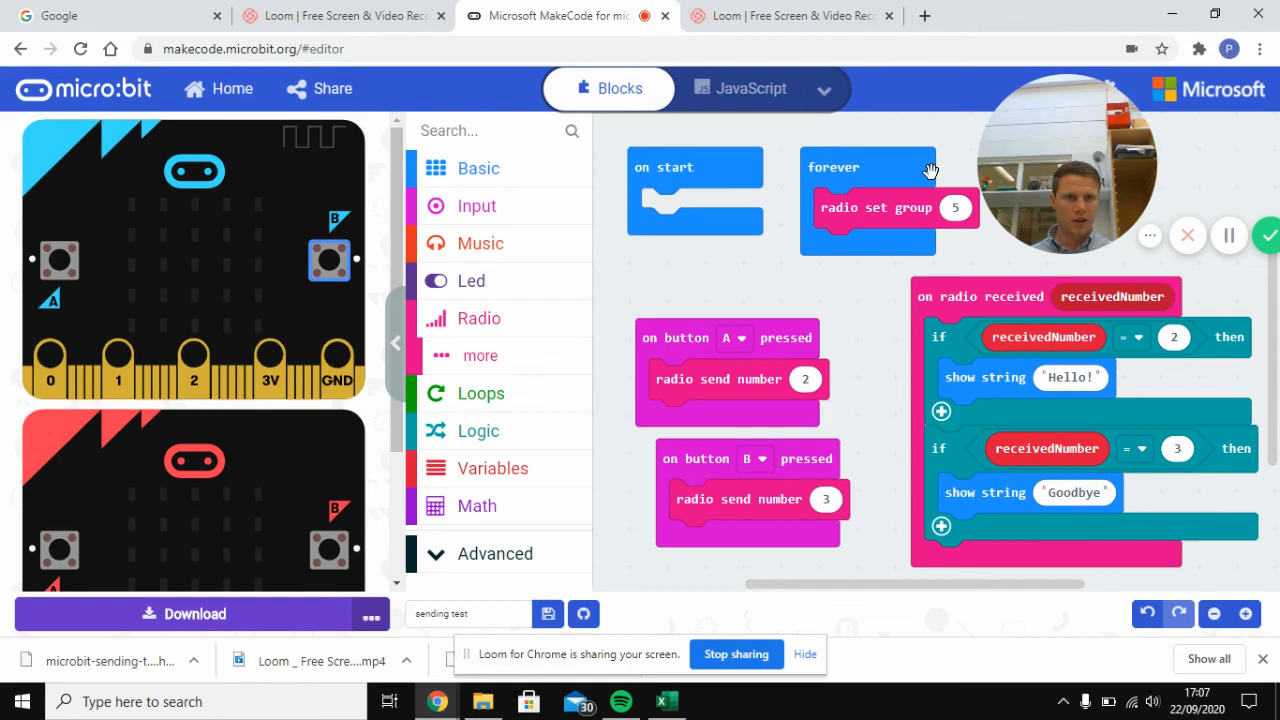 Google
Loom | Free Screen & Video Rec
Microsoft MakeCode for mic
Loom | Free Screen & Video Rec
makecode.microbit.org/#editor
P
micro:bit
Home
Share
Blocks
JavaScript
Microsoft
Search...
Basic
Input
Music
Led
Radio
more
Loops
Logic
Variables
Math
Advanced
A
B
0
1
2
3V
GND
B
on start
forever
radio set group 5
on button A pressed
radio send number 2
on button B pressed
radio send number 3
on radio received receivedNumber
if receivedNumber = 2 then
show string "Hello!"
if receivedNumber = 3 then
show string "Goodbye"
Download
sending test
Loom for Chrome is sharing your screen. Stop sharing Hide
microbit-sending-t....h...
Loom _ Free Scre....mp4
Show all
Type here to search
30
17:07
22/09/2020